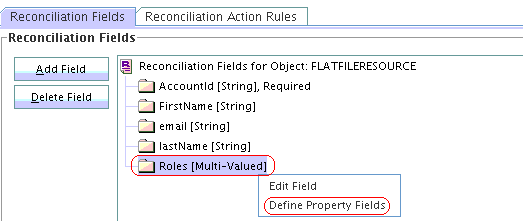 Reconciliation Fields
Reconciliation Action Rules
Reconciliation Fields
Add Field
Delete Field
Reconciliation Fields for Object: FLATFILERESOURCE
AccountId [String], Required
FirstName [String]
email [String]
lastName [String]
Roles [Multi-Valued]
Edit Field
Define Property Fields